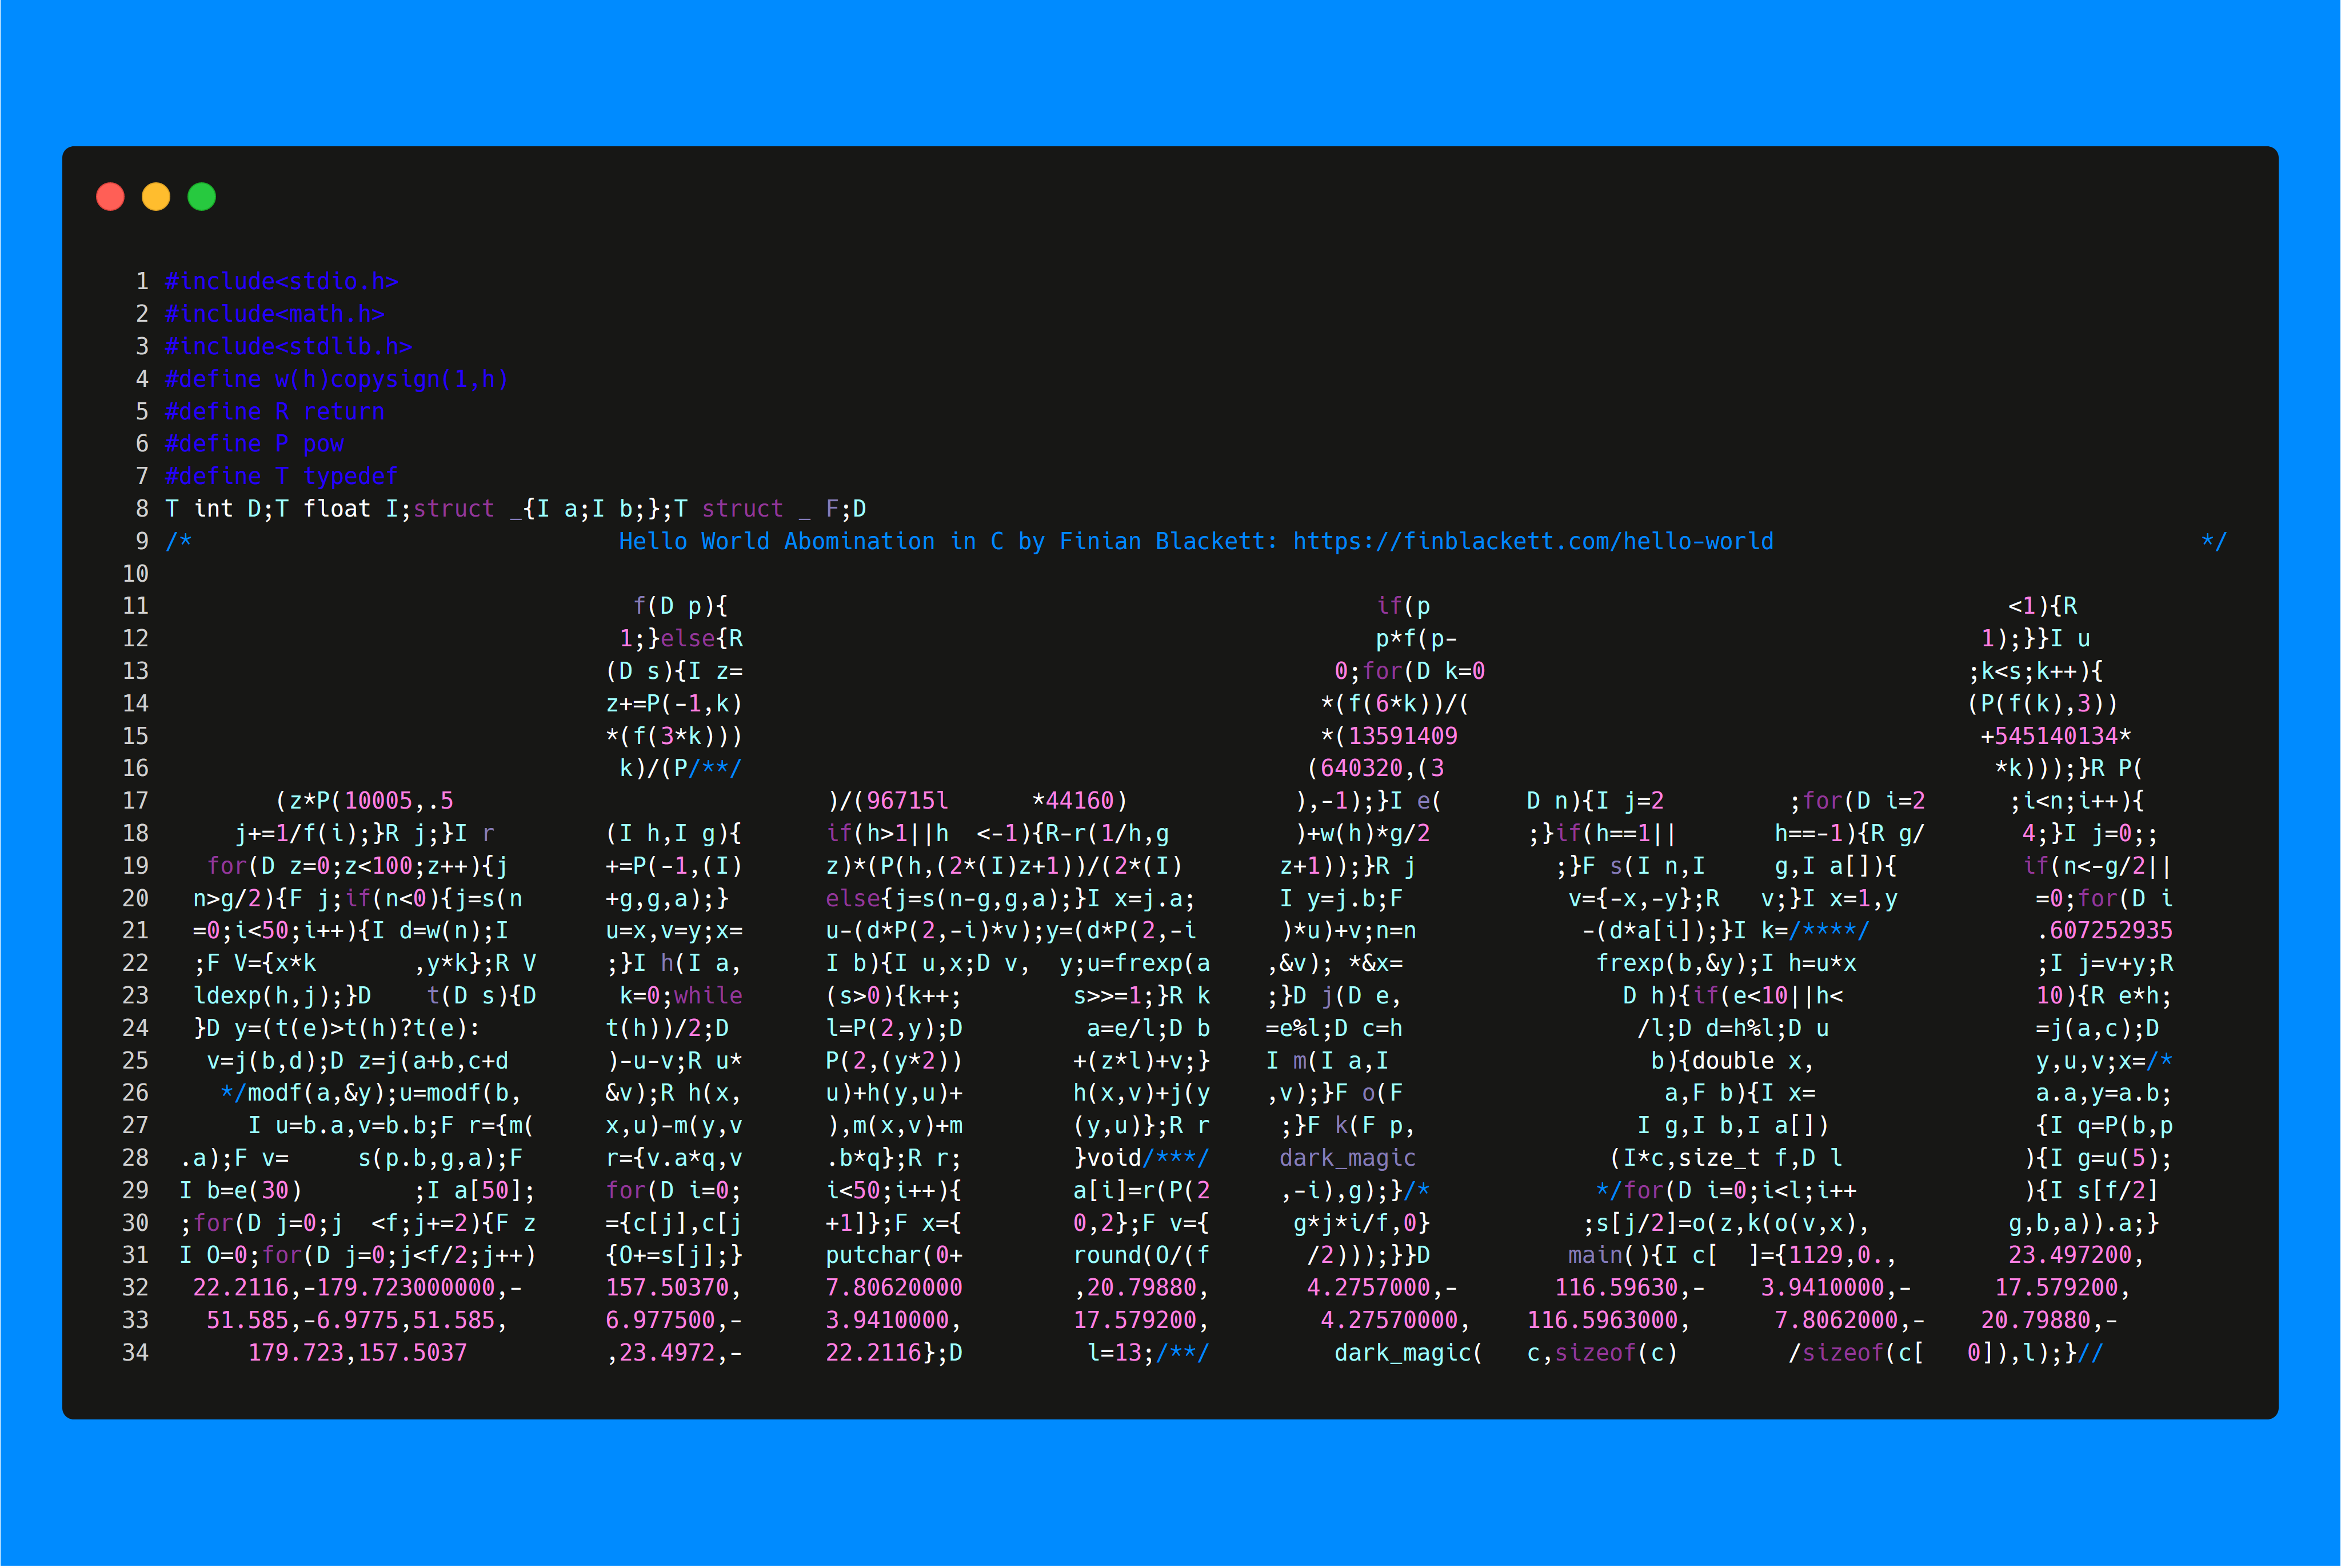 1 #include<stdio.h>
2 #include<math.h>
3 #include<stdlib.h>
4 #define w(h)copysign(1,h)
5 #define R return
6 #define P pow
7 #define T typedef
8 T int D;T float I;struct _{I a;I b;};T struct _ F;D
9 /*                               Hello World Abomination in C by Finian Blackett: https://finblackett.com/hello-world                               */
10
11 f(D p){ if(p <1){R
12 1;}else{R p*f(p- 1);}}I u
13 (D s){I z= 0;for(D k=0 ;k<s;k++){
14 z+=P(-1,k) *(f(6*k))/( (P(f(k),3))
15 *(f(3*k))) *(13591409 +545140134*
16 k)/(P/**/ (640320,(3 *k)));}R P(
17 (z*P(10005,.5 )/(96715l *44160) ),-1);}I e( D n){I j=2 ;for(D i=2 ;i<n;i++){
18 j+=1/f(i);}R j;}I r (I h,I g){ if(h>1||h <-1){R-r(1/h,g )+w(h)*g/2 ;}if(h==1|| h==-1){R g/ 4;}I j=0;;
19 for(D z=0;z<100;z++){j +=P(-1,(I) z)*(P(h,(2*(I)z+1))/(2*(I) z+1));}R j ;}F s(I n,I g,I a[]){ if(n<-g/2||
20 n>g/2){F j;if(n<0){j=s(n +g,g,a);} else{j=s(n-g,g,a);}I x=j.a; I y=j.b;F v={-x,-y};R v;}I x=1,y =0;for(D i
21 =0;i<50;i++){I d=w(n);I u=x,v=y;x= u-(d*P(2,-i)*v);y=(d*P(2,-i )*u)+v;n=n -(d*a[i]);}I k=/****/ .607252935
22 ;F V={x*k ,y*k};R V ;}I h(I a, I b){I u,x;D v, y;u=frexp(a ,&v); *&x= frexp(b,&y);I h=u*x ;I j=v+y;R
23 ldexp(h,j);}D t(D s){D k=0;while (s>0){k++; s>>=1;}R k ;}D j(D e, D h){if(e<10||h< 10){R e*h;
24 }D y=(t(e)>t(h)?t(e): t(h))/2;D l=P(2,y);D a=e/l;D b =e%l;D c=h /l;D d=h%l;D u =j(a,c);D
25 v=j(b,d);D z=j(a+b,c+d )-u-v;R u* P(2,(y*2)) +(z*l)+v;} I m(I a,I b){double x, y,u,v;x=/*
26 */modf(a,&y);u=modf(b, &v);R h(x, u)+h(y,u)+ h(x,v)+j(y ,v);}F o(F a,F b){I x= a.a,y=a.b;
27 I u=b.a,v=b.b;F r={m( x,u)-m(y,v ),m(x,v)+m (y,u)};R r ;}F k(F p, I g,I b,I a[]) {I q=P(b,p
28 .a);F v= s(p.b,g,a);F r={v.a*q,v .b*q};R r; }void/***/ dark_magic (I*c,size_t f,D l ){I g=u(5);
29 I b=e(30) ;I a[50]; for(D i=0; i<50;i++){ a[i]=r(P(2 ,-i),g);}/* */for(D i=0;i<l;i++ ){I s[f/2]
30 ;for(D j=0;j <f;j+=2){F z ={c[j],c[j +1]};F x={ 0,2};F v={ g*j*i/f,0} ;s[j/2]=o(z,k(o(v,x), g,b,a)).a;}
31 I O=0;for(D j=0;j<f/2;j++) {O+=s[j];} putchar(0+ round(O/(f /2)));}}D main(){I c[ ]={1129,0., 23.497200,
32 22.2116,-179.723000000,- 157.50370, 7.80620000 ,20.79880, 4.2757000,- 116.59630,- 3.9410000,- 17.579200,
33 51.585,-6.9775,51.585, 6.977500,- 3.9410000, 17.579200, 4.27570000, 116.5963000, 7.8062000,- 20.79880,-
34 179.723,157.5037 ,23.4972,- 22.2116};D l=13;/**/ dark_magic( c,sizeof(c) /sizeof(c[ 0]),l);}//